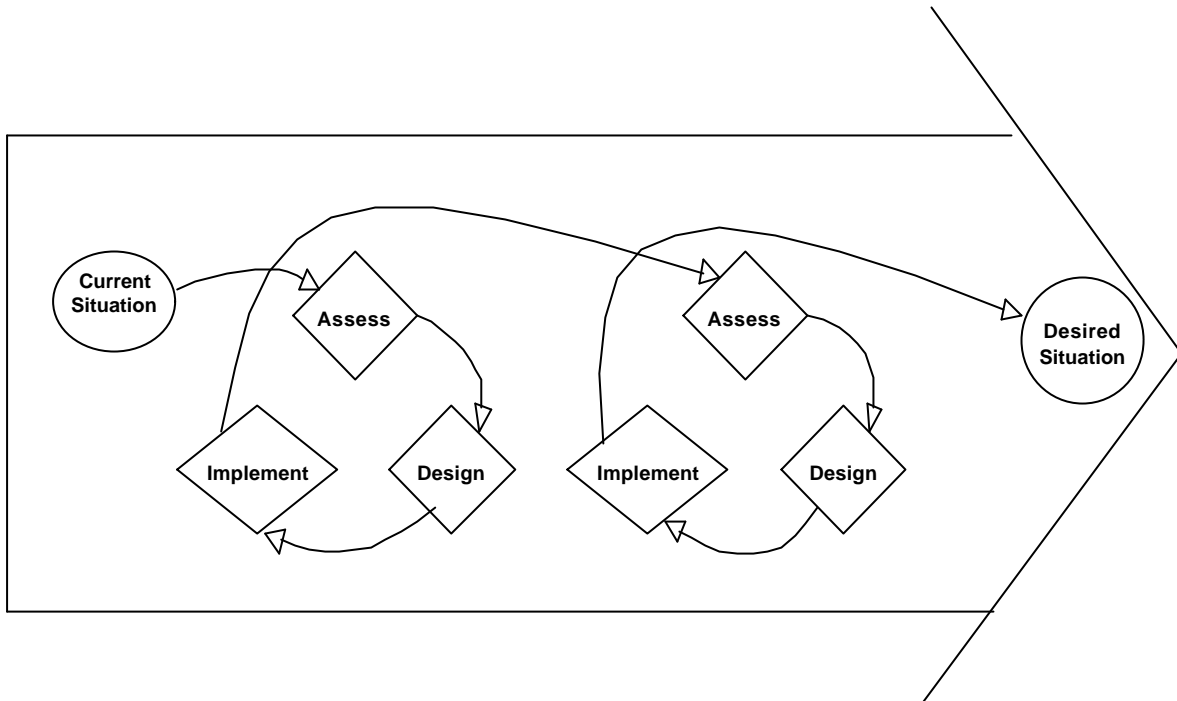 Current
Situation
Assess
Design
Implement
Assess
Design
Implement
Desired
Situation